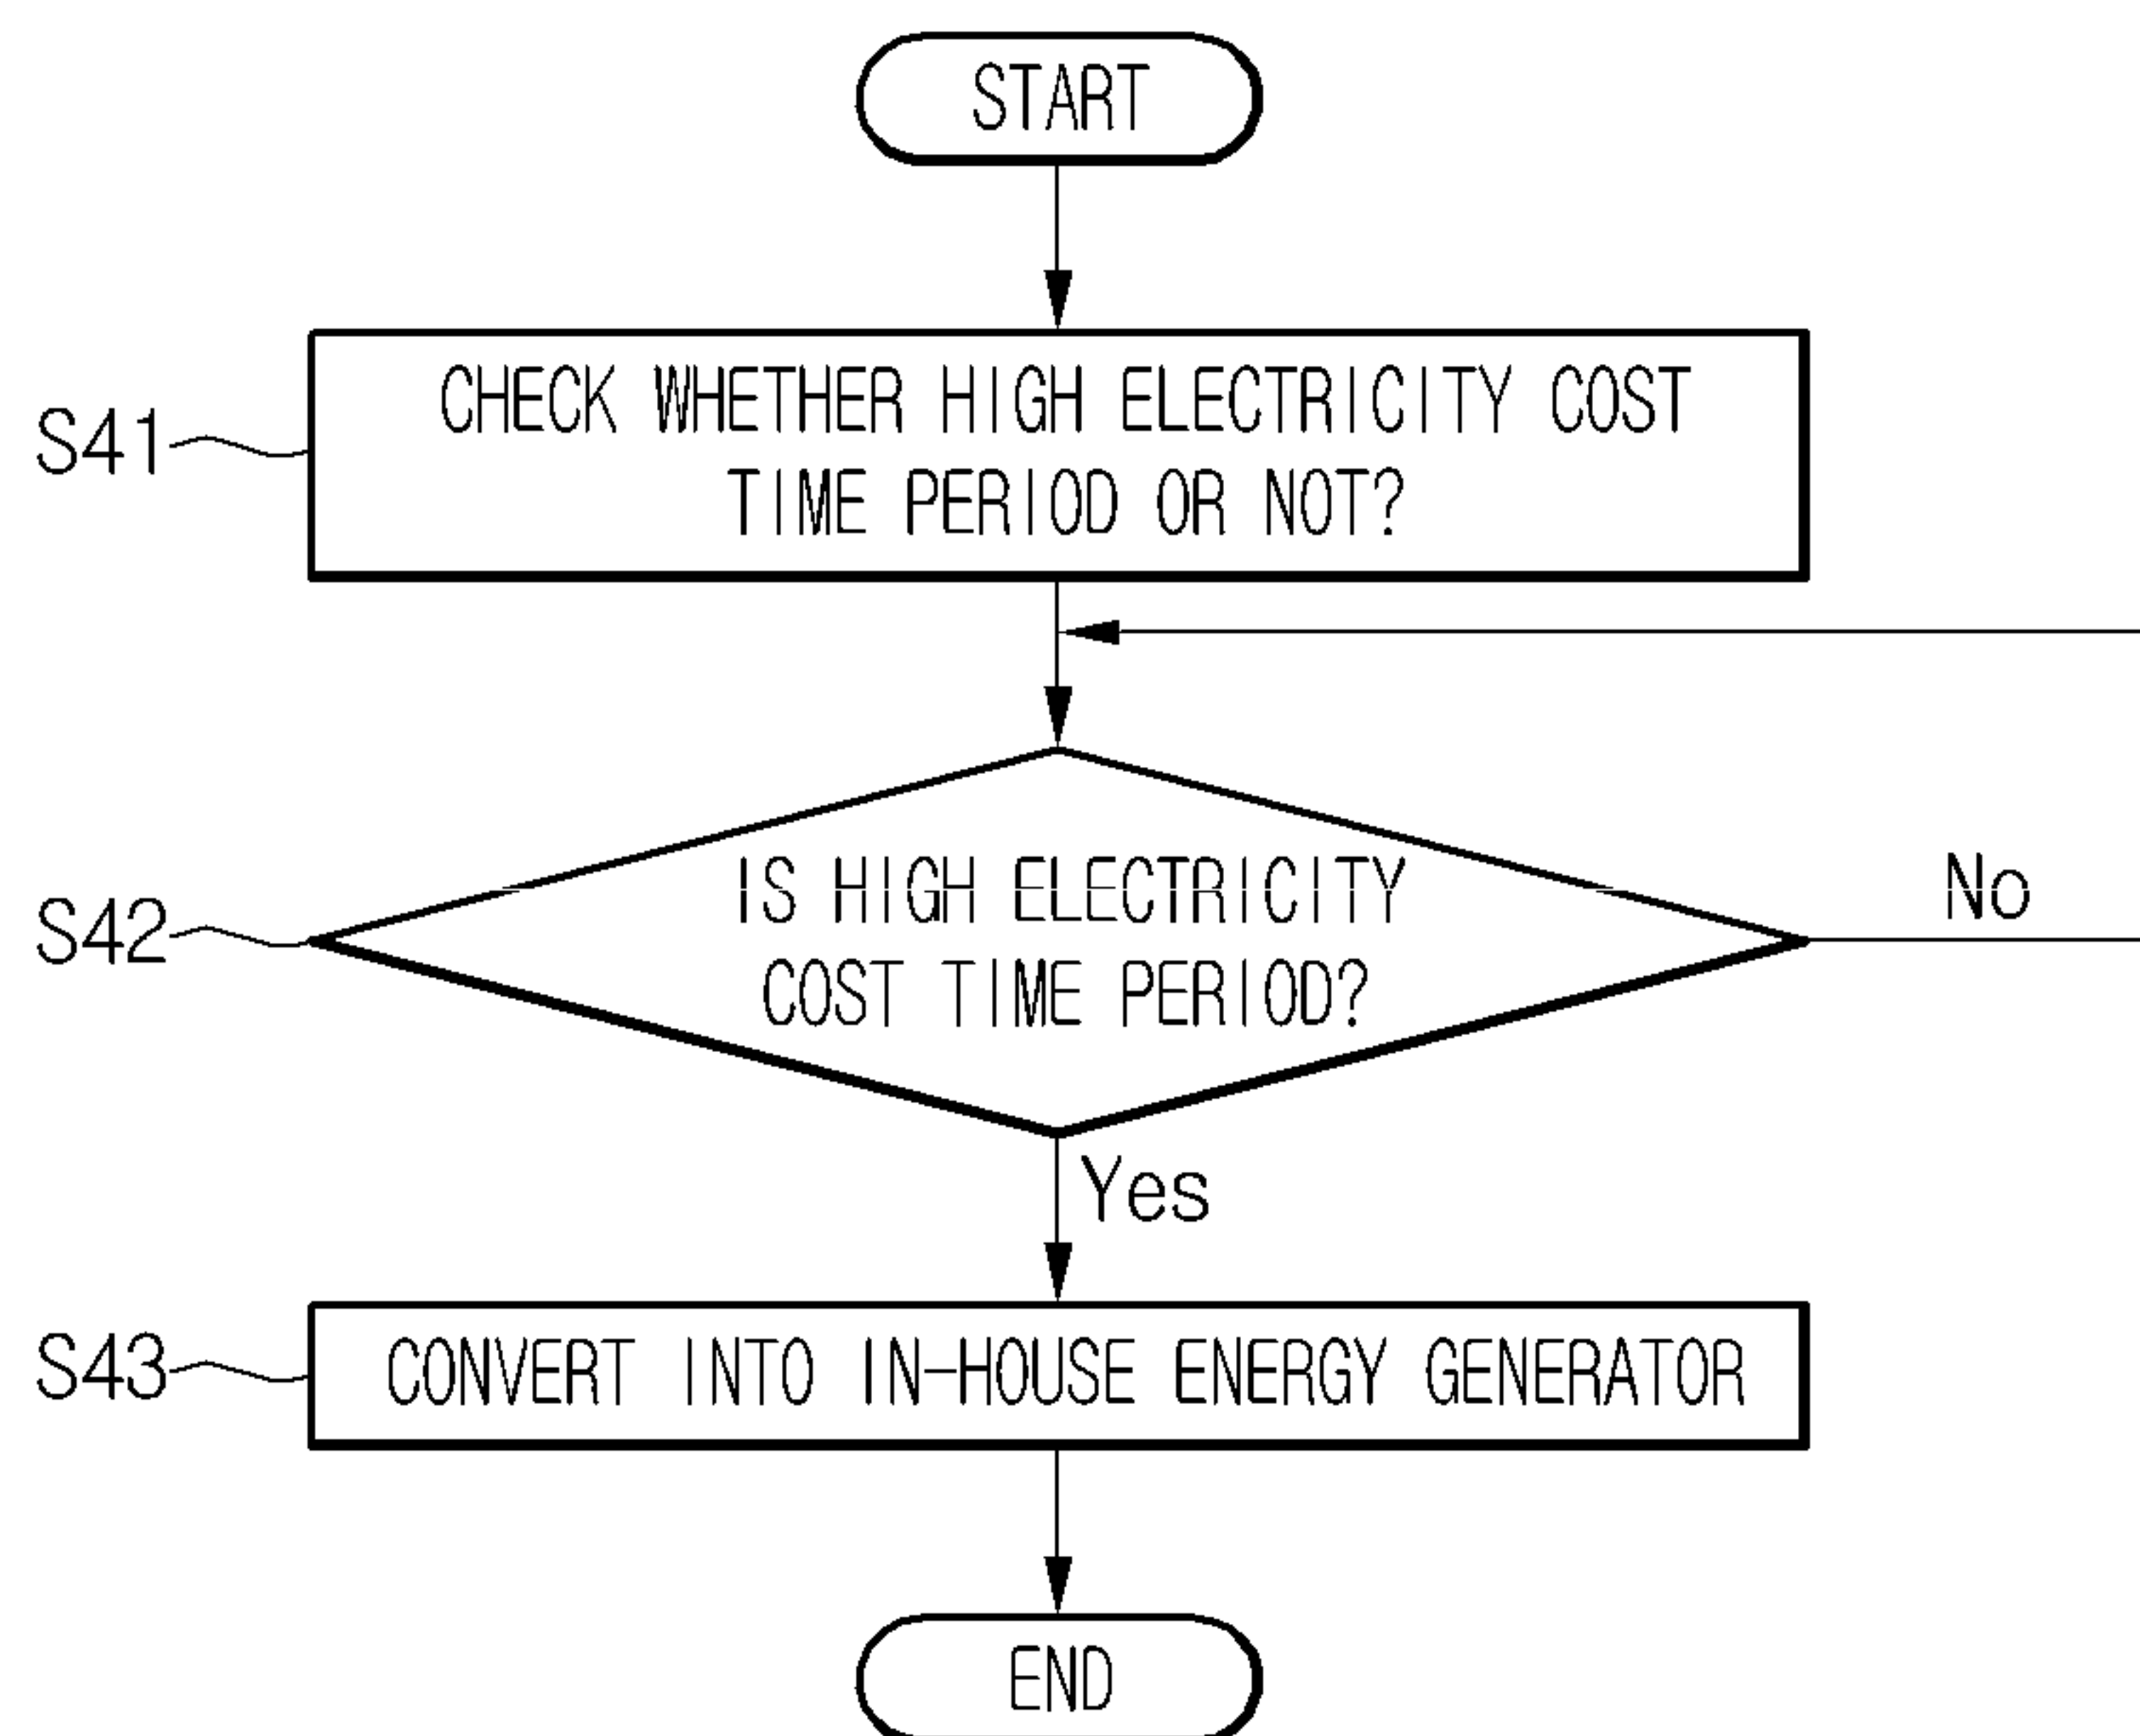 START
S41
CHECK WHETHER HIGH ELECTRICITY COST
TIME PERIOD OR NOT?
S42
IS HIGH ELECTRICITY
COST TIME PERIOD?
No
Yes
S43
CONVERT INTO IN-HOUSE ENERGY GENERATOR
END